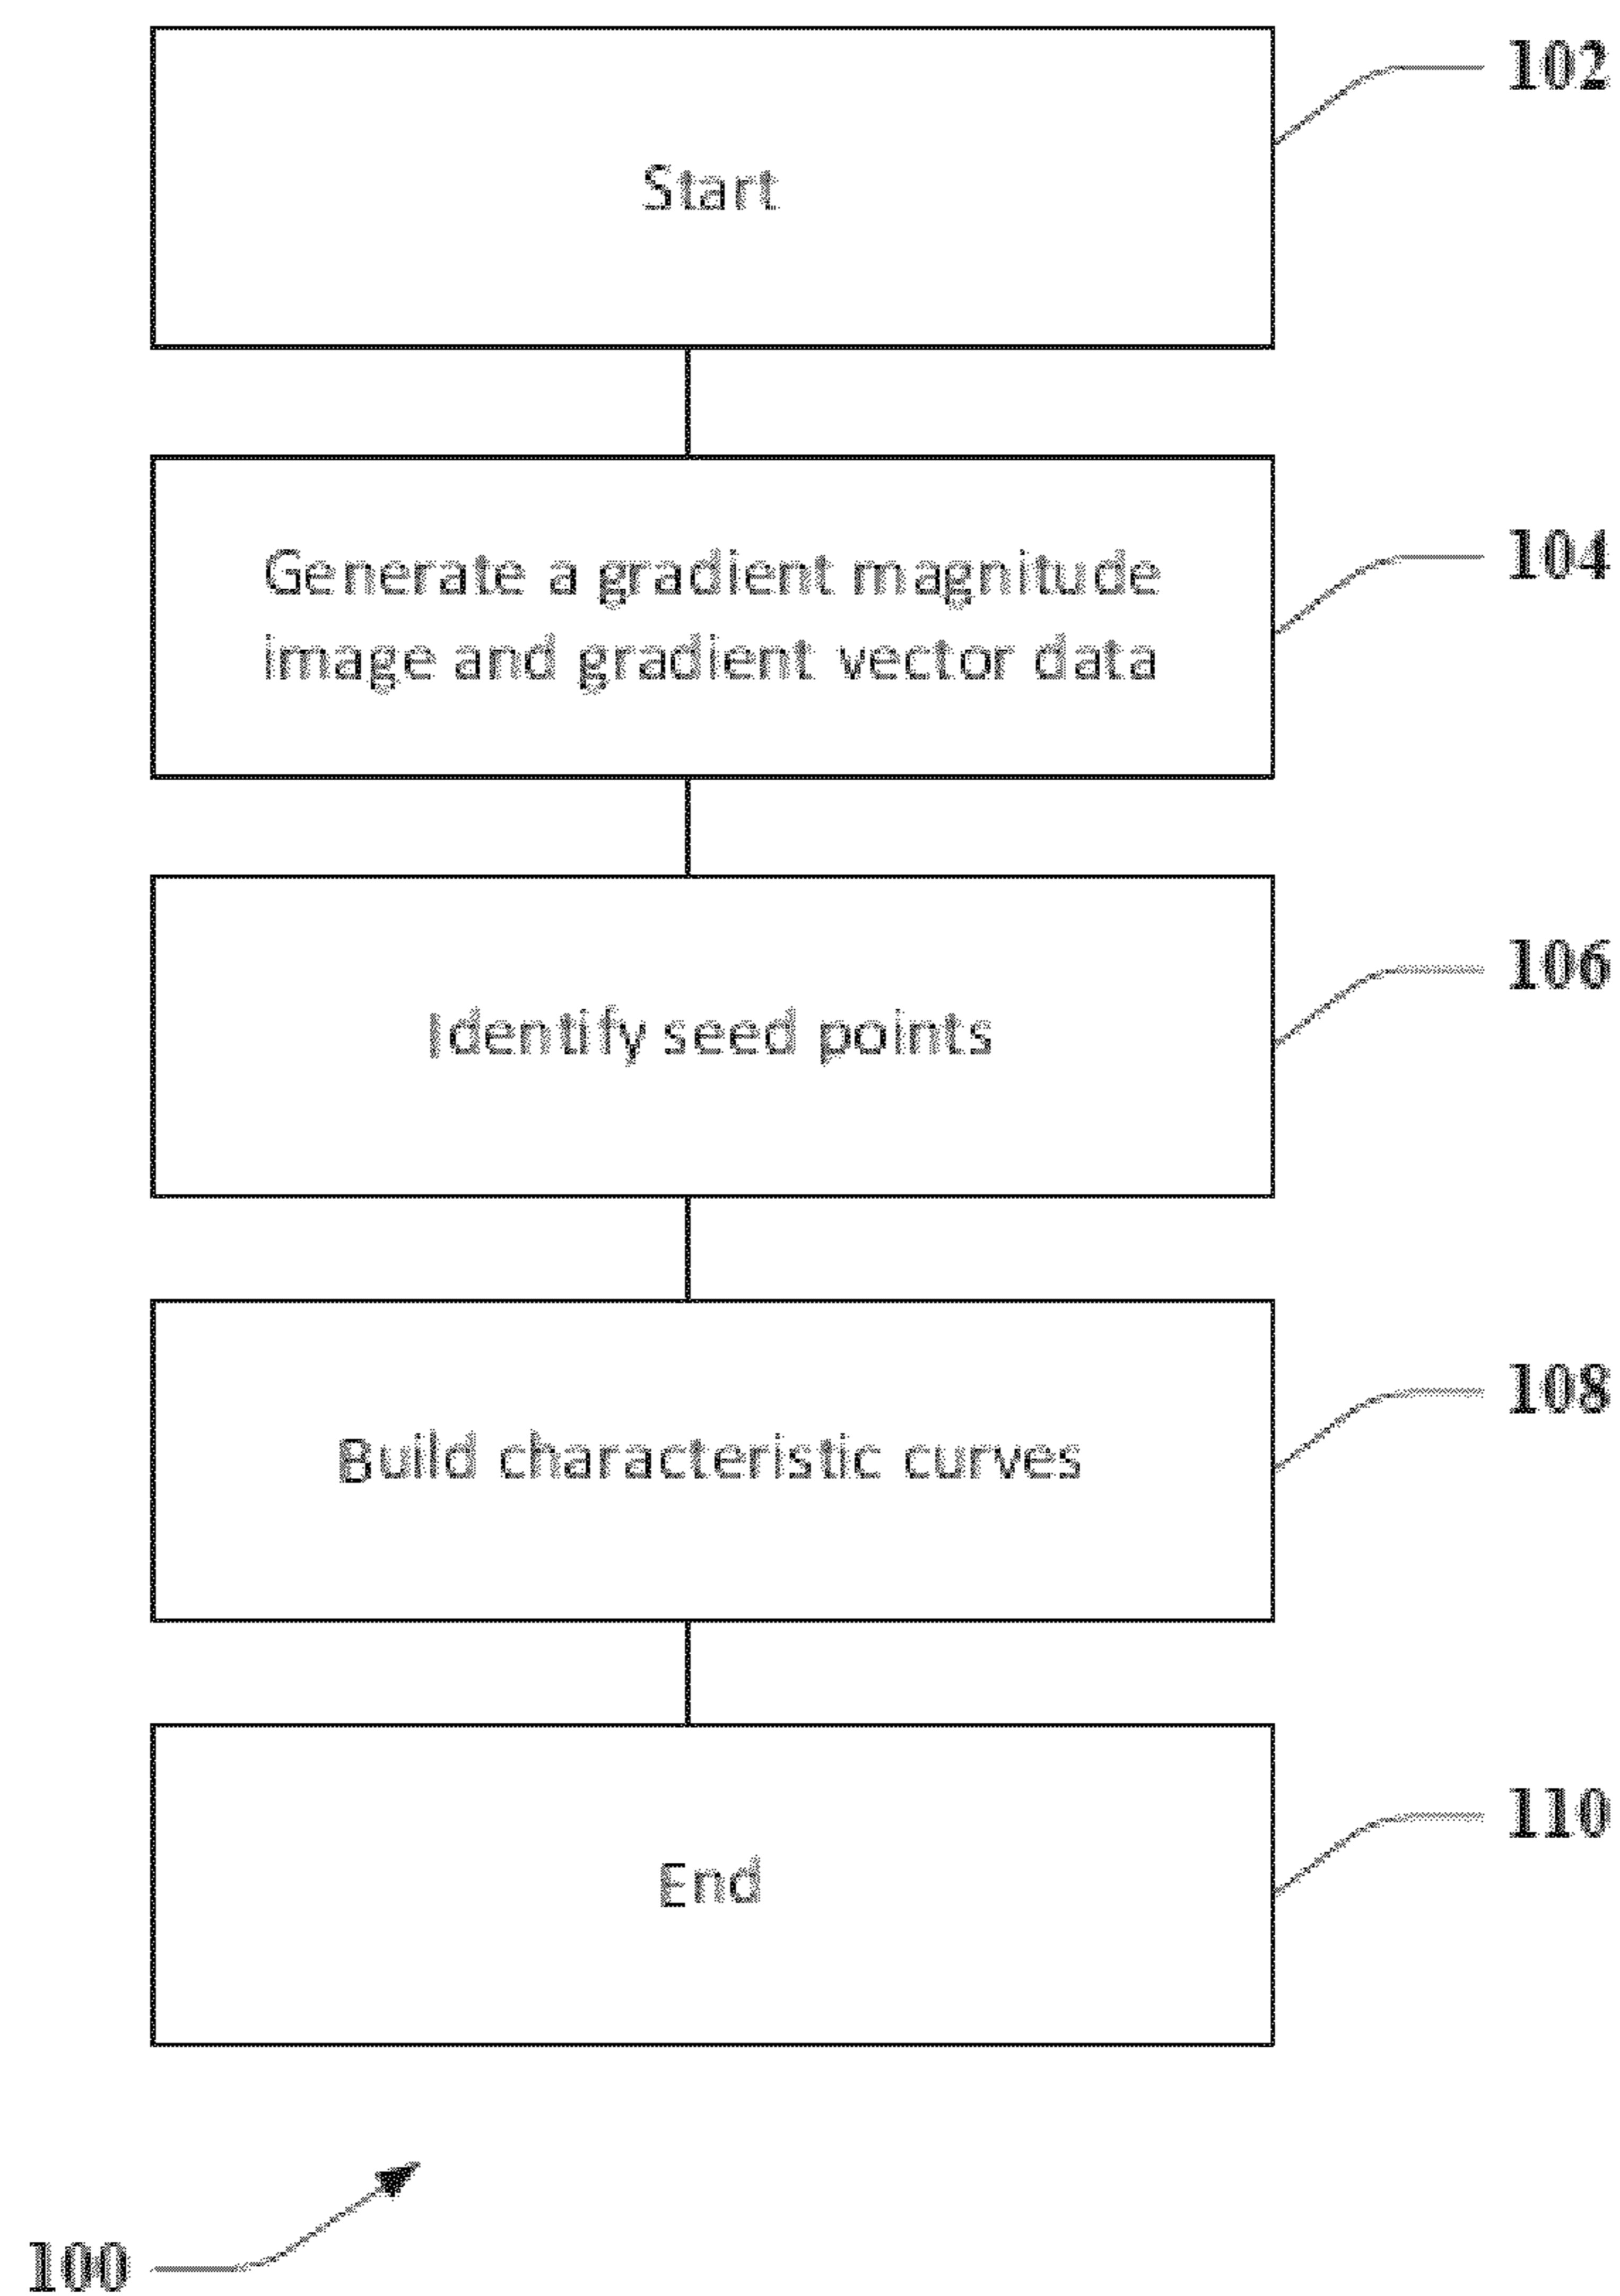 102
Start
104
Generate a gradient magnitude
image and gradient vector data
106
Identify seed points
108
Build characteristic curves
110
End
100